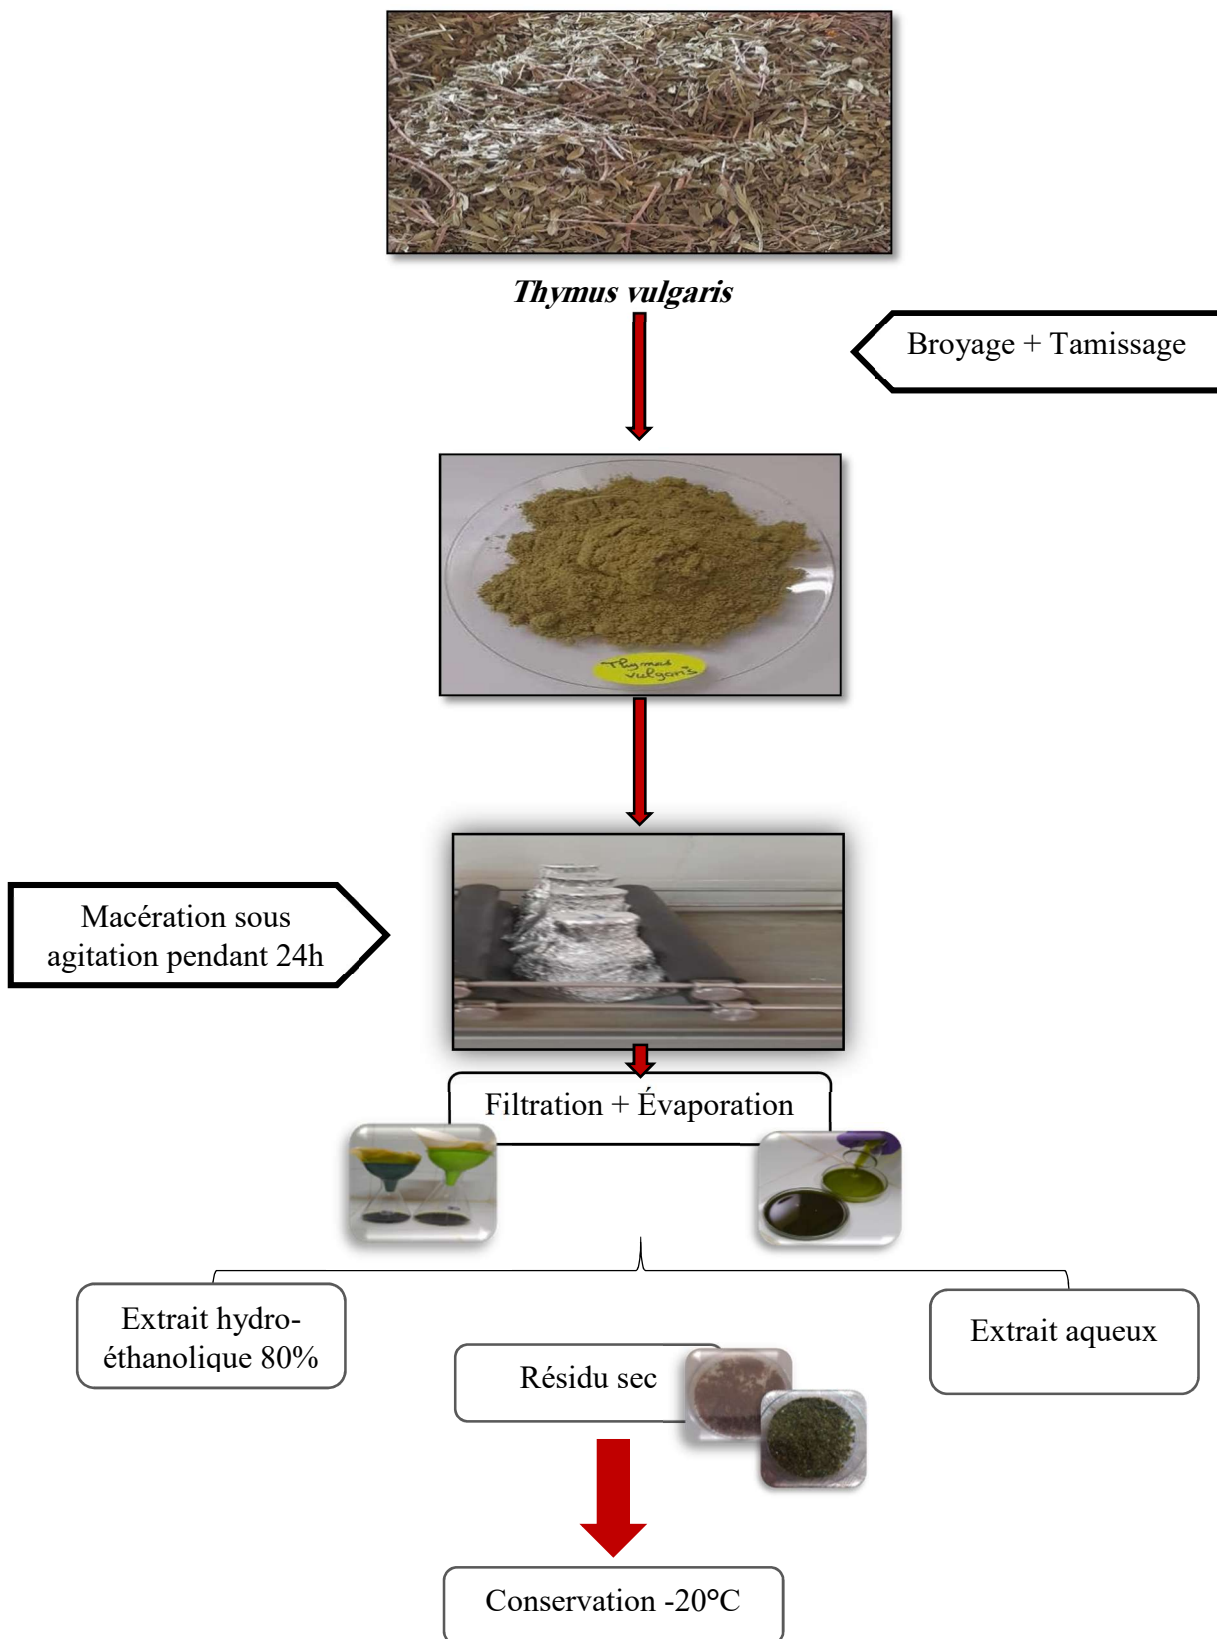 Thymus vulgaris
Broyage + Tamissage
Thymus
vulgaris
Macération sous
agitation pendant 24h
Filtration + Évaporation
Extrait hydro-
éthanolique 80%
Extrait aqueux
Résidu sec
Conservation -20°C